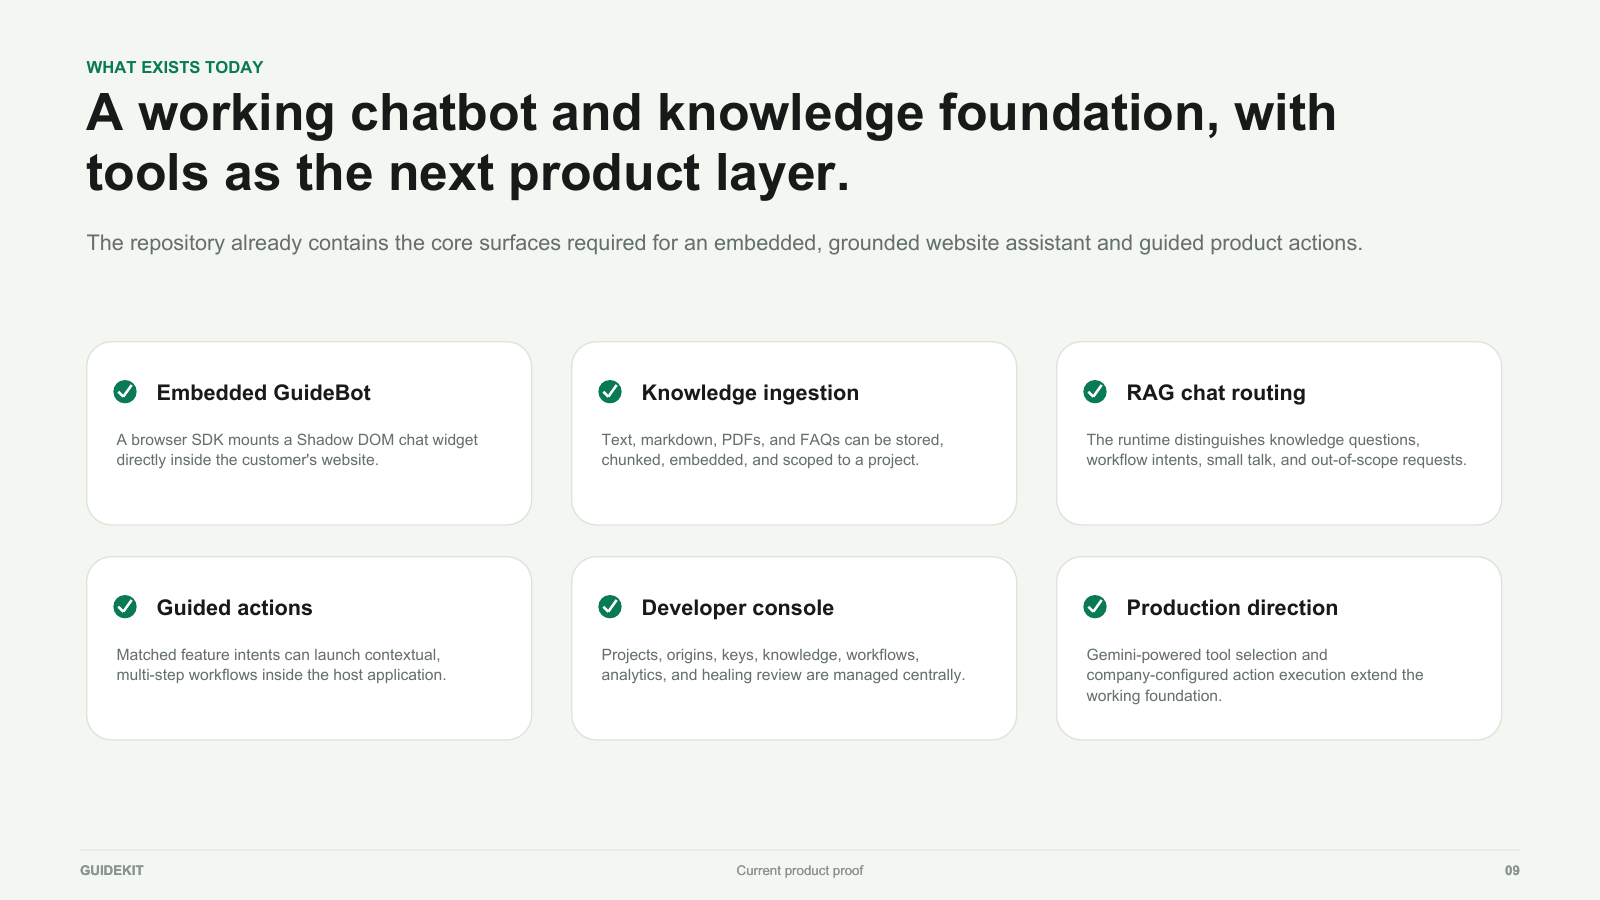 WHAT EXISTS TODAY
A working chatbot and knowledge foundation, with
tools as the next product layer.
The repository already contains the core surfaces required for an embedded, grounded website assistant and guided product actions.
Embedded GuideBot
A browser SDK mounts a Shadow DOM chat widget
directly inside the customer's website.
Knowledge ingestion
Text, markdown, PDFs, and FAQs can be stored,
chunked, embedded, and scoped to a project.
RAG chat routing
The runtime distinguishes knowledge questions,
workflow intents, small talk, and out-of-scope requests.
Guided actions
Matched feature intents can launch contextual,
multi-step workflows inside the host application.
Developer console
Projects, origins, keys, knowledge, workflows,
analytics, and healing review are managed centrally.
Production direction
Gemini-powered tool selection and
company-configured action execution extend the
working foundation.
GUIDEKIT
Current product proof
09